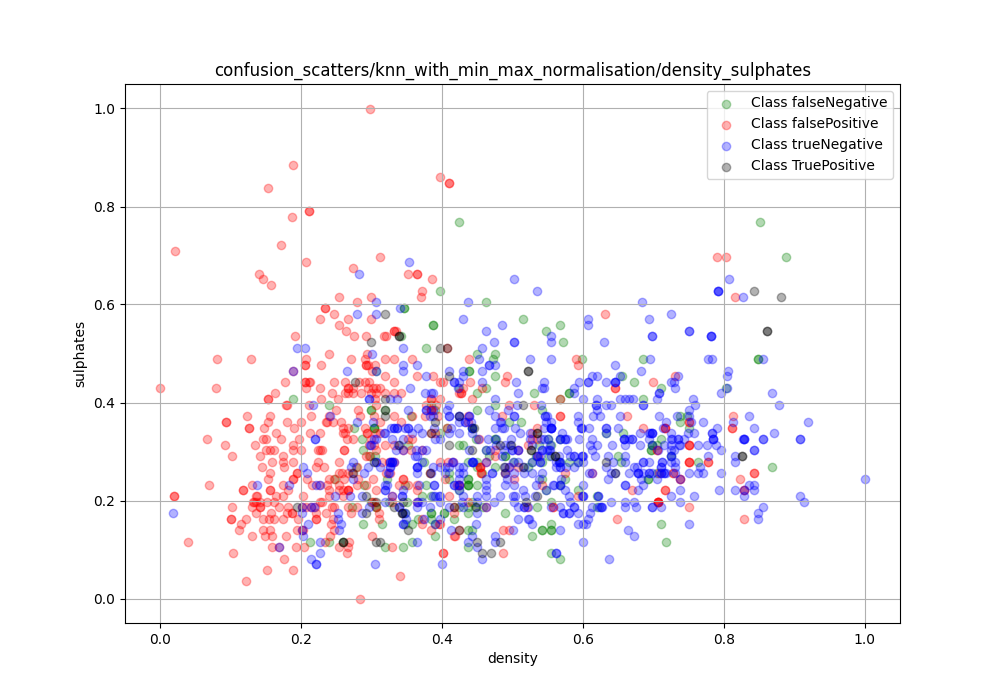 confusion_scatters/knn_with_min_max_normalisation/density_sulphates
Class falseNegative
Class falsePositive
Class trueNegative
Class TruePositive
1.0
0.8
0.6
0.4
0.2
0.0
sulphates
0.0 0.2 0.4 0.6 0.8 1.0
density